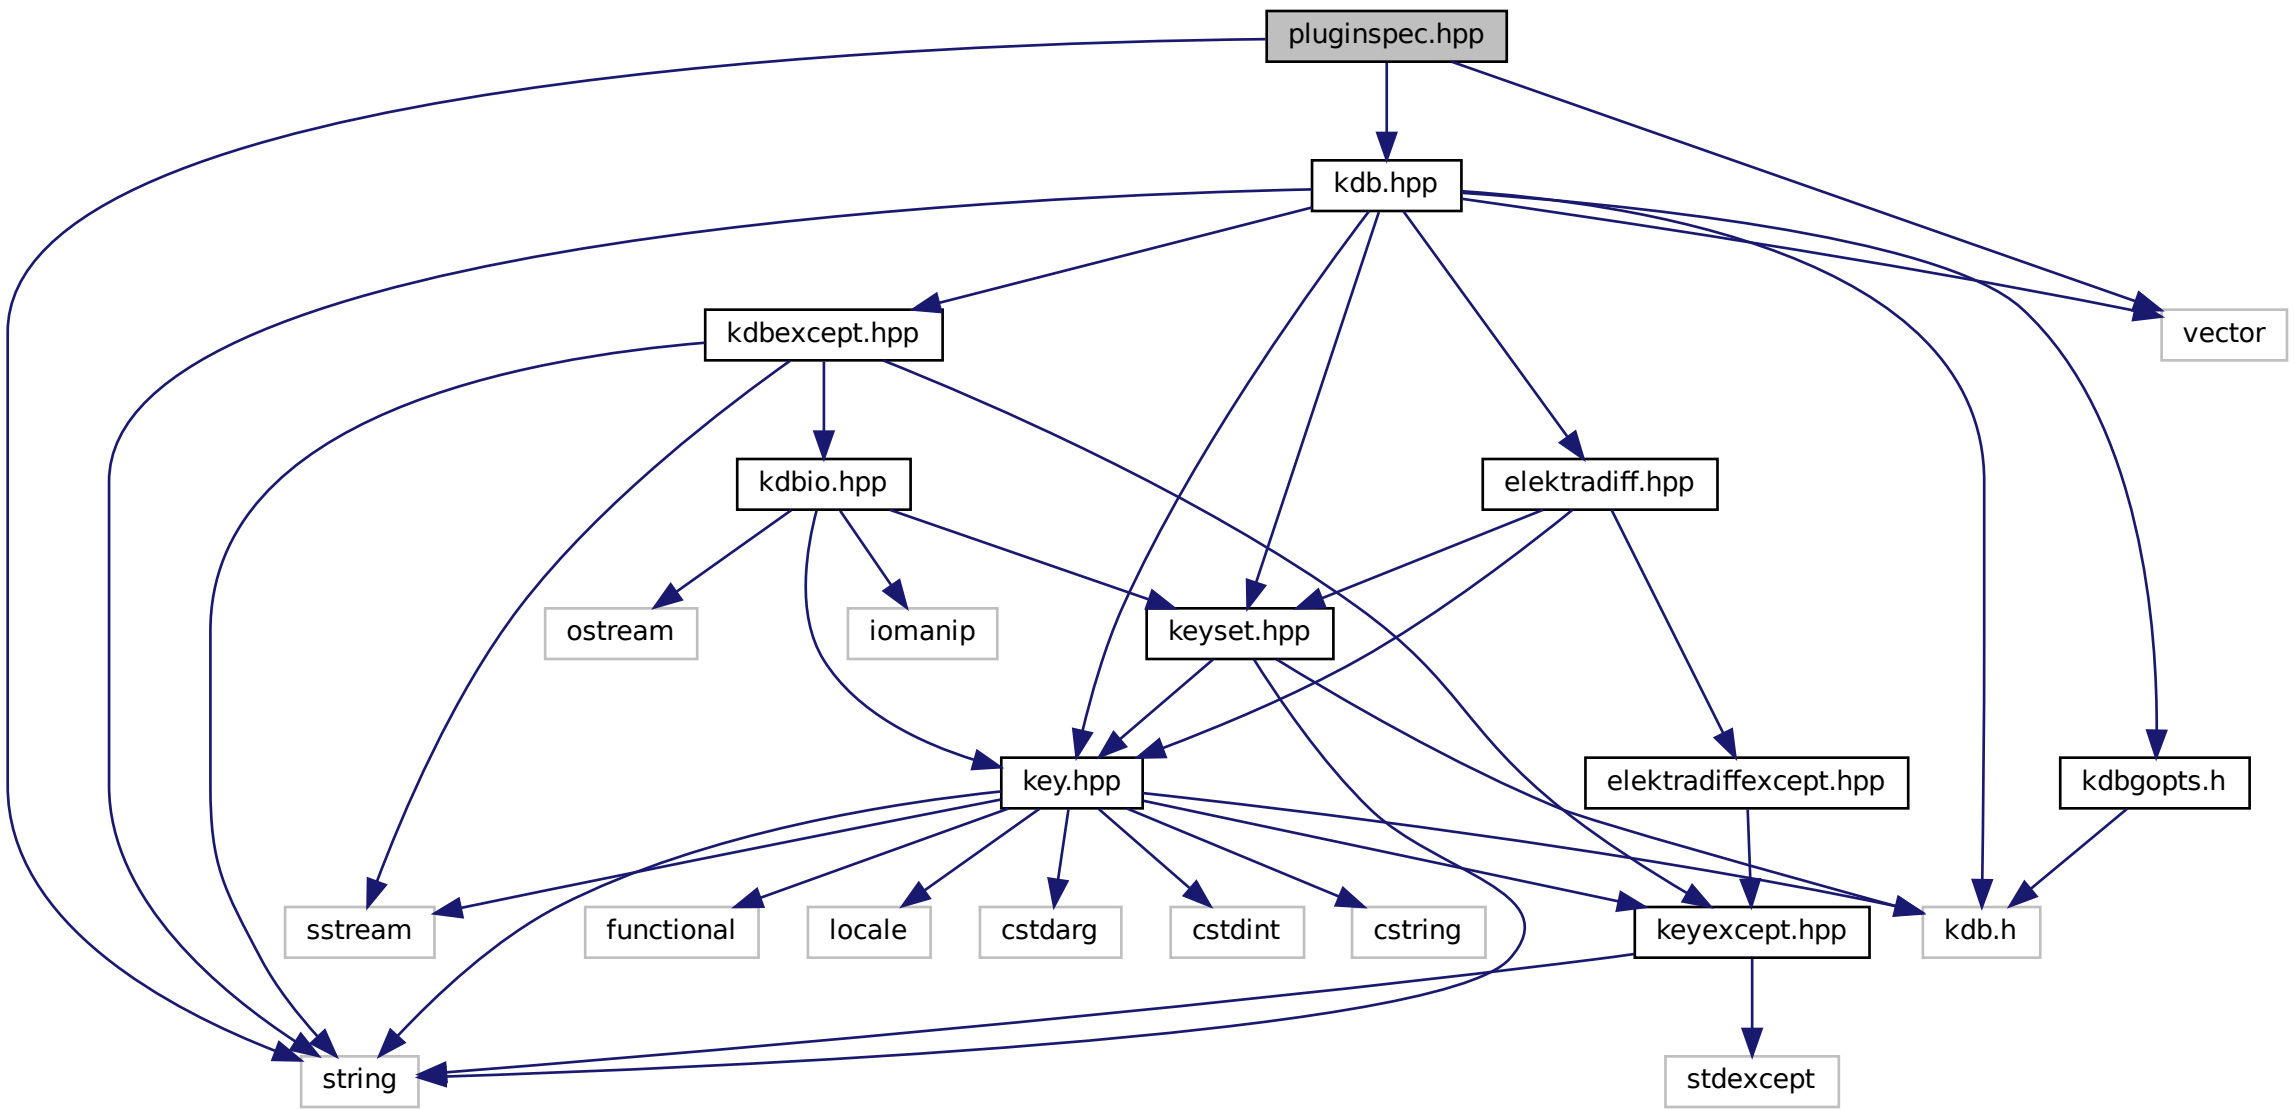 pluginspec.hpp
kdb.hpp
kdbexcept.hpp
vector
kdbio.hpp
elektradiff.hpp
ostream
iomanip
keyset.hpp
key.hpp
elektradiffexcept.hpp
kdbgopts.h
sstream
functional
locale
cstdarg
cstdint
cstring
keyexcept.hpp
kdb.h
string
stdexcept